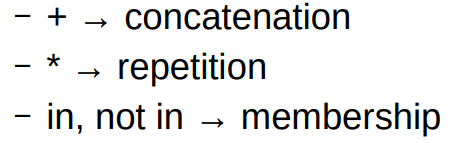 – + → concatenation
– * → repetition
– in, not in → membership